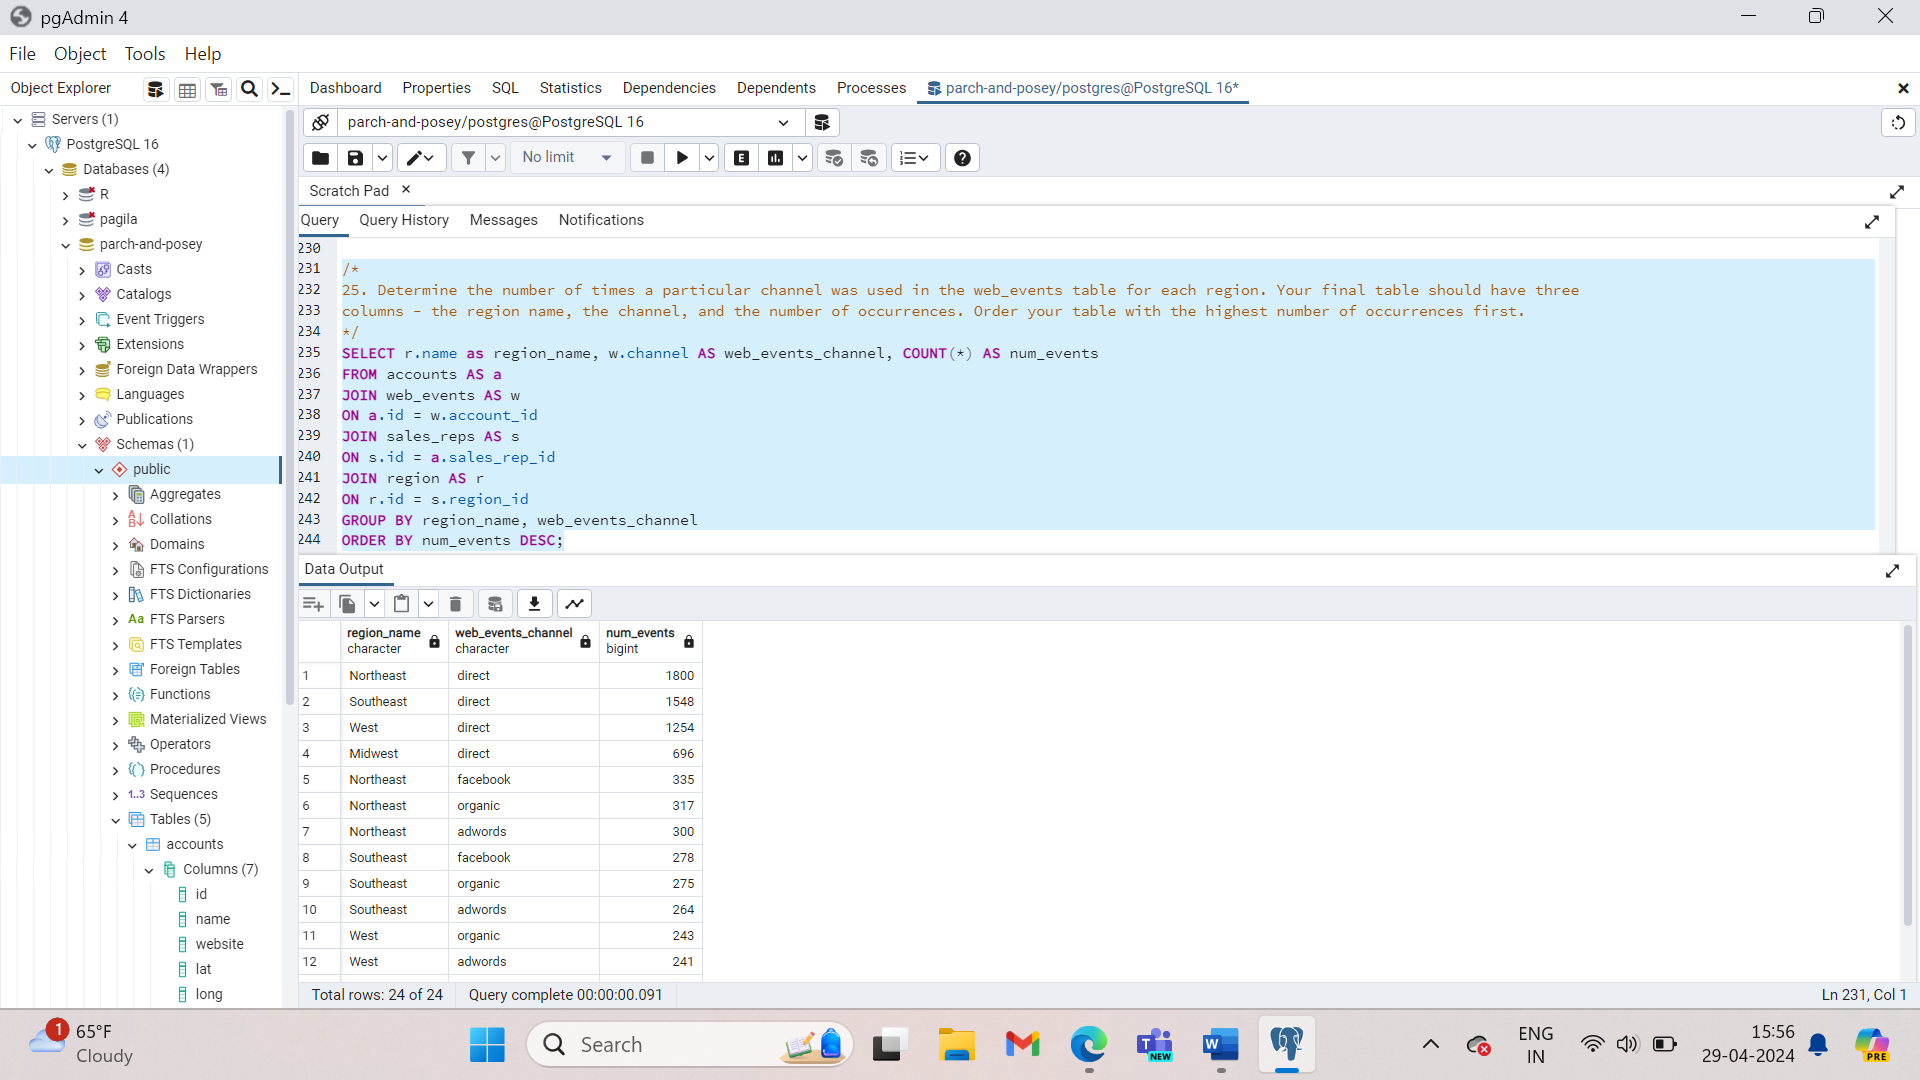 pgAdmin 4
File Object Tools Help
Object Explorer
Dashboard Properties SQL Statistics Dependencies Dependents Processes parch-and-posey/postgres@PostgreSQL 16*
Servers (1)
PostgreSQL 16
Databases (4)
R
pagila
parch-and-posey
Casts
Catalogs
Event Triggers
Extensions
Foreign Data Wrappers
Languages
Publications
Schemas (1)
public
Aggregates
Collations
Domains
FTS Configurations
FTS Dictionaries
Aa FTS Parsers
FTS Templates
Foreign Tables
Functions
Materialized Views
Operators
Procedures
1..3 Sequences
Tables (5)
accounts
Columns (7)
id
name
website
lat
long
parch-and-posey/postgres@PostgreSQL 16
No limit
E
Scratch Pad
Query Query History Messages Notifications
230
231 /*
232 25. Determine the number of times a particular channel was used in the web_events table for each region. Your final table should have three
233 columns - the region name, the channel, and the number of occurrences. Order your table with the highest number of occurrences first.
234 */
235 SELECT r.name as region_name, w.channel AS web_events_channel, COUNT(*) AS num_events
236 FROM accounts AS a
237 JOIN web_events AS w
238 ON a.id = w.account_id
239 JOIN sales_reps AS s
240 ON s.id = a.sales_rep_id
241 JOIN region AS r
242 ON r.id = s.region_id
243 GROUP BY region_name, web_events_channel
244 ORDER BY num_events DESC;
Data Output
region_name web_events_channel num_events
character character bigint
1 Northeast direct 1800
2 Southeast direct 1548
3 West direct 1254
4 Midwest direct 696
5 Northeast facebook 335
6 Northeast organic 317
7 Northeast adwords 300
8 Southeast facebook 278
9 Southeast organic 275
10 Southeast adwords 264
11 West organic 243
12 West adwords 241
Total rows: 24 of 24 Query complete 00:00:00.091 Ln 231, Col 1
1 65°F
Cloudy
Search
NEW
W
ENG
IN
15:56
29-04-2024
PRE